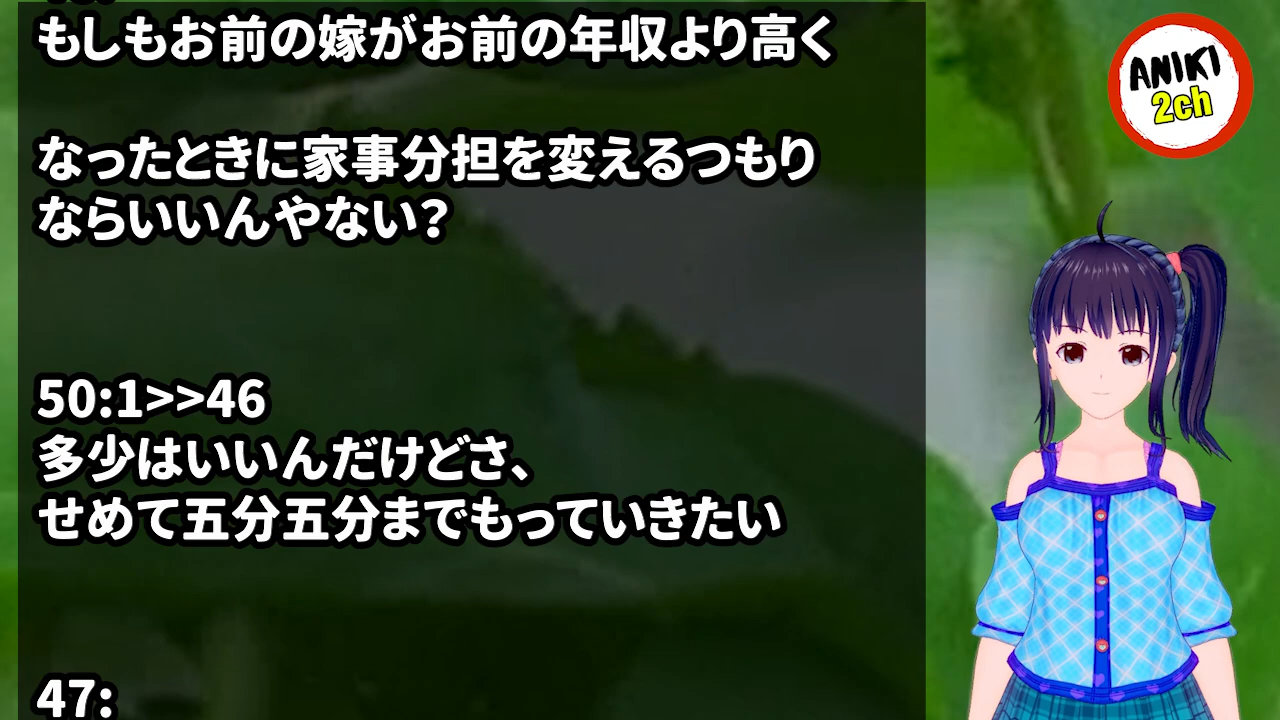 もしもお前の嫁がお前の年収より高く
なったときに家事分担を変えるつもり
ならいいんやない？
50:1>>46
多少はいいんだけどさ、
せめて五分五分までもっていきたい
47:
ANIKI
2ch